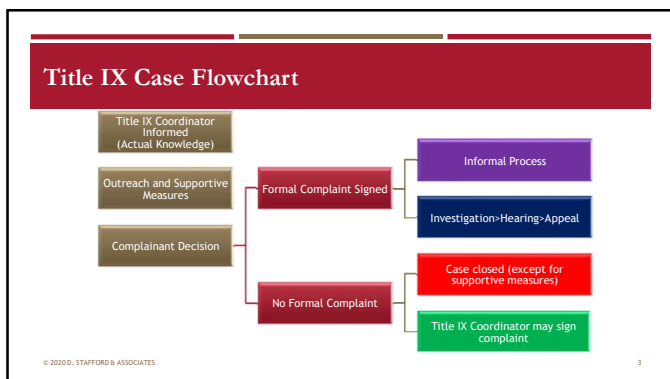 Title IX Case Flowchart
Title IX Coordinator
Informed
(Actual Knowledge)
Outreach and Supportive
Measures
Complainant Decision
Formal Complaint Signed
No Formal Complaint
Informal Process
Investigation>Hearing>Appeal
Case closed (except for
supportive measures)
Title IX Coordinator may sign
complaint
© 2020 D. STAFFORD & ASSOCIATES
3